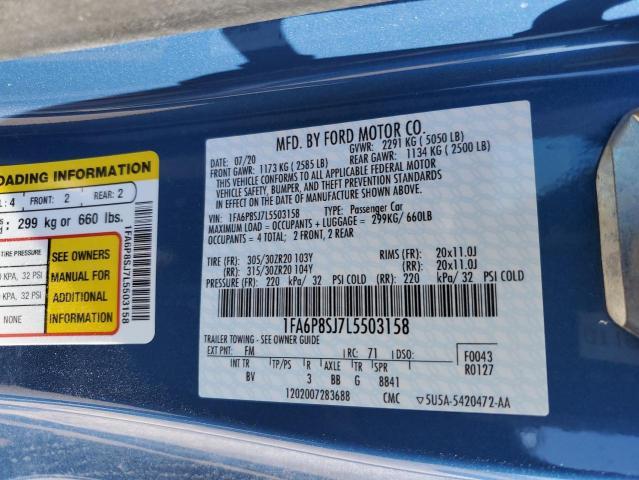 LOADING INFORMATION
: 4 FRONT: 2 REAR: 2
: 299 kg or 660 lbs.
TIRE
KPA, 32 PSI
KPA, 32 PSI
SEE OWNERS
MANUAL FOR
ADDITIONAL
INFORMATION
1FA6P8SJ7L5503158
MFD. BY FORD MOTOR CO.
DATE: 07/20 GVWR: 2291 KG ( 5050 LB)
FRONT GAWR: 1173 KG ( 2585 LB) REAR GAWR: 1134 KG ( 2500 LB)
THIS VEHICLE CONFORMS TO ALL APPLICABLE FEDERAL MOTOR
VEHICLE SAFETY, BUMPER, AND THEFT PREVENTION STANDARDS
IN EFFECT ON THE DATE OF MANUFACTURE SHOWN ABOVE.
VIN: 1FA6P8SJ7L5503158 TYPE: Passenger Car
MAXIMUM LOAD = OCCUPANTS + LUGGAGE = 299KG/ 660LB
OCCUPANTS = 4 TOTAL; 2 FRONT, 2 REAR
TIRE (FR): 305/30ZR20 103Y RIMS (FR): 20x11.0J
(RR): 315/30ZR20 104Y (RR): 20x11.0J
PRESSURE (FR): 220 kPa/ 32 PSI COLD (RR): 220 kPa/ 32 PSI COLD
1FA6P8SJ7L5503158
TRAILER TOWING - SEE OWNER GUIDE
EXT PNT: FM RC: 71 DSO: F0043
INT TR TP/PS R AXLE TR SPR R0127
BV 3 BB G 8841
1202007283688 CMC ▽5U5A-5420472-AA